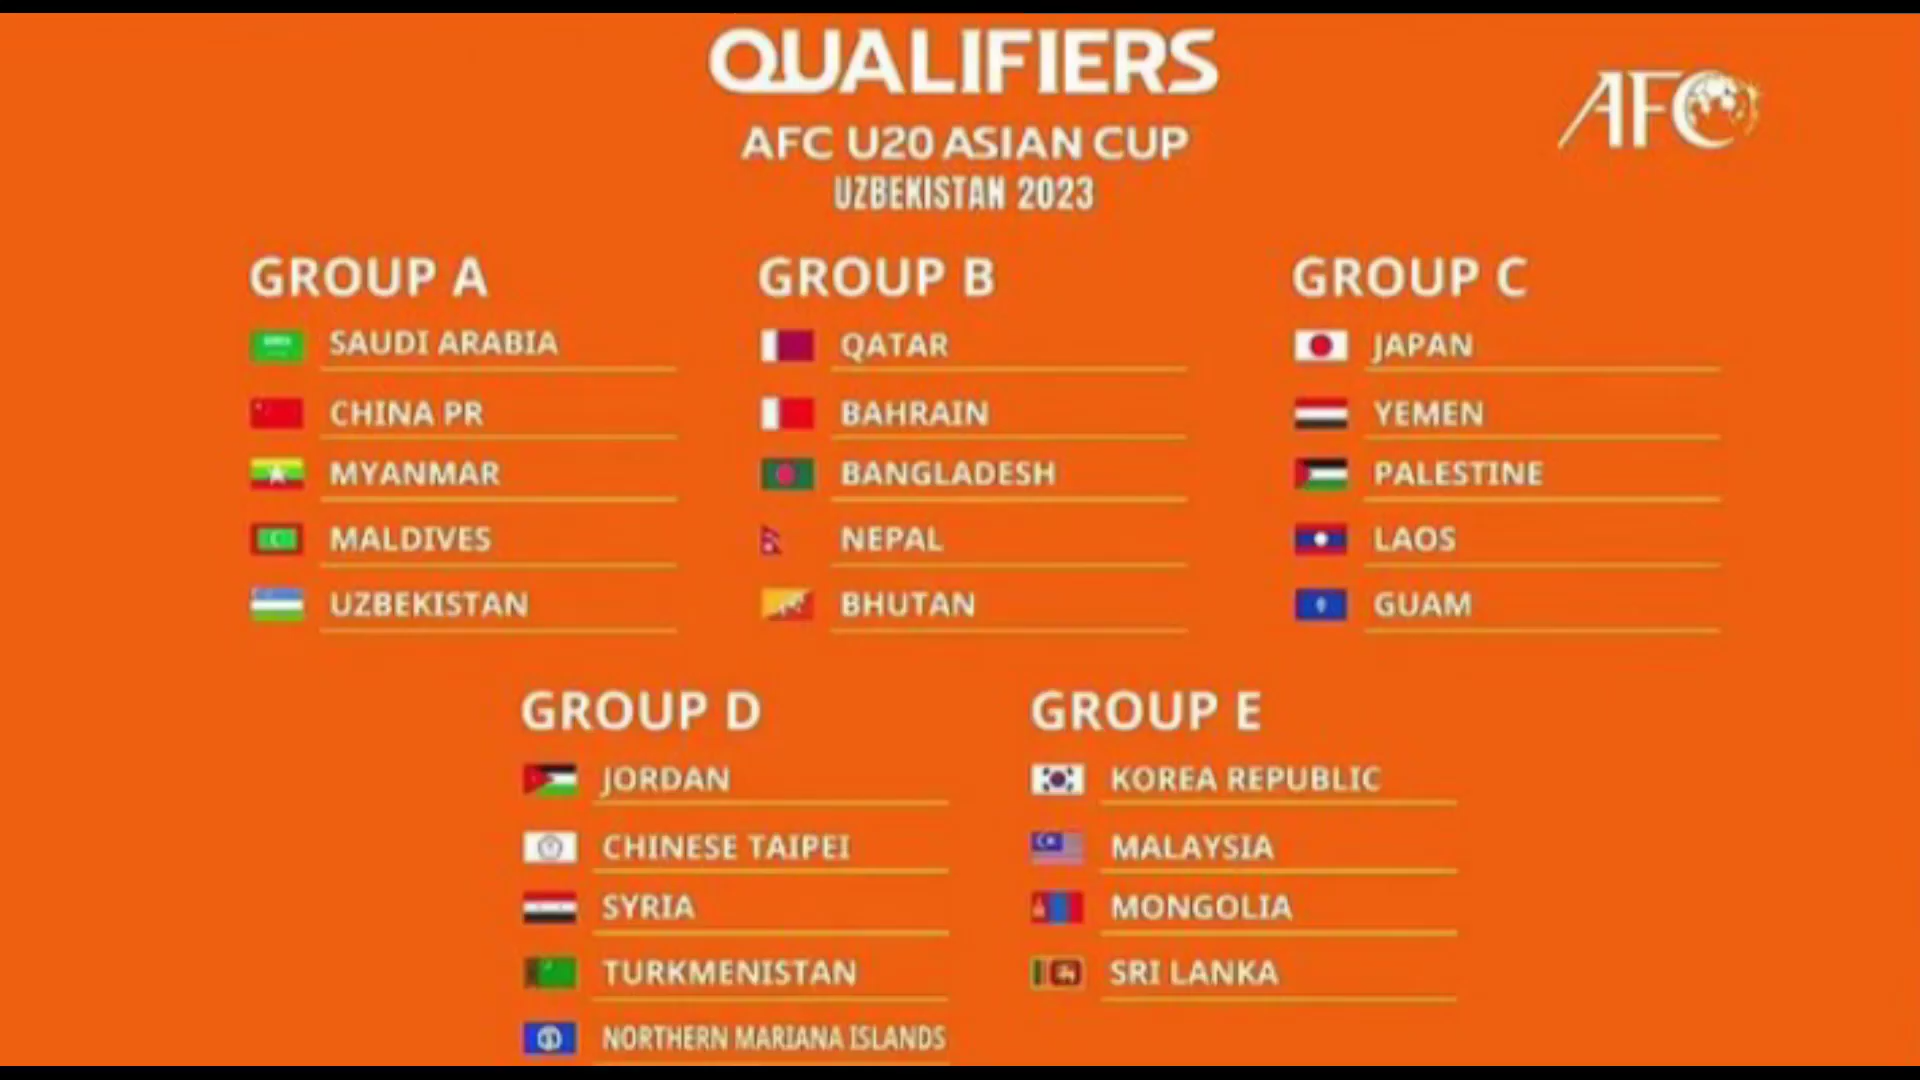 QUALIFIERS
AFC U20 ASIAN CUP
UZBEKISTAN 2023
AFC
GROUP A
SAUDI ARABIA
CHINA PR
MYANMAR
MALDIVES
UZBEKISTAN
GROUP B
QATAR
BAHRAIN
BANGLADESH
NEPAL
BHUTAN
GROUP C
JAPAN
YEMEN
PALESTINE
LAOS
GUAM
GROUP D
JORDAN
CHINESE TAIPEI
SYRIA
TURKMENISTAN
NORTHERN MARIANA ISLANDS
GROUP E
KOREA REPUBLIC
MALAYSIA
MONGOLIA
SRI LANKA